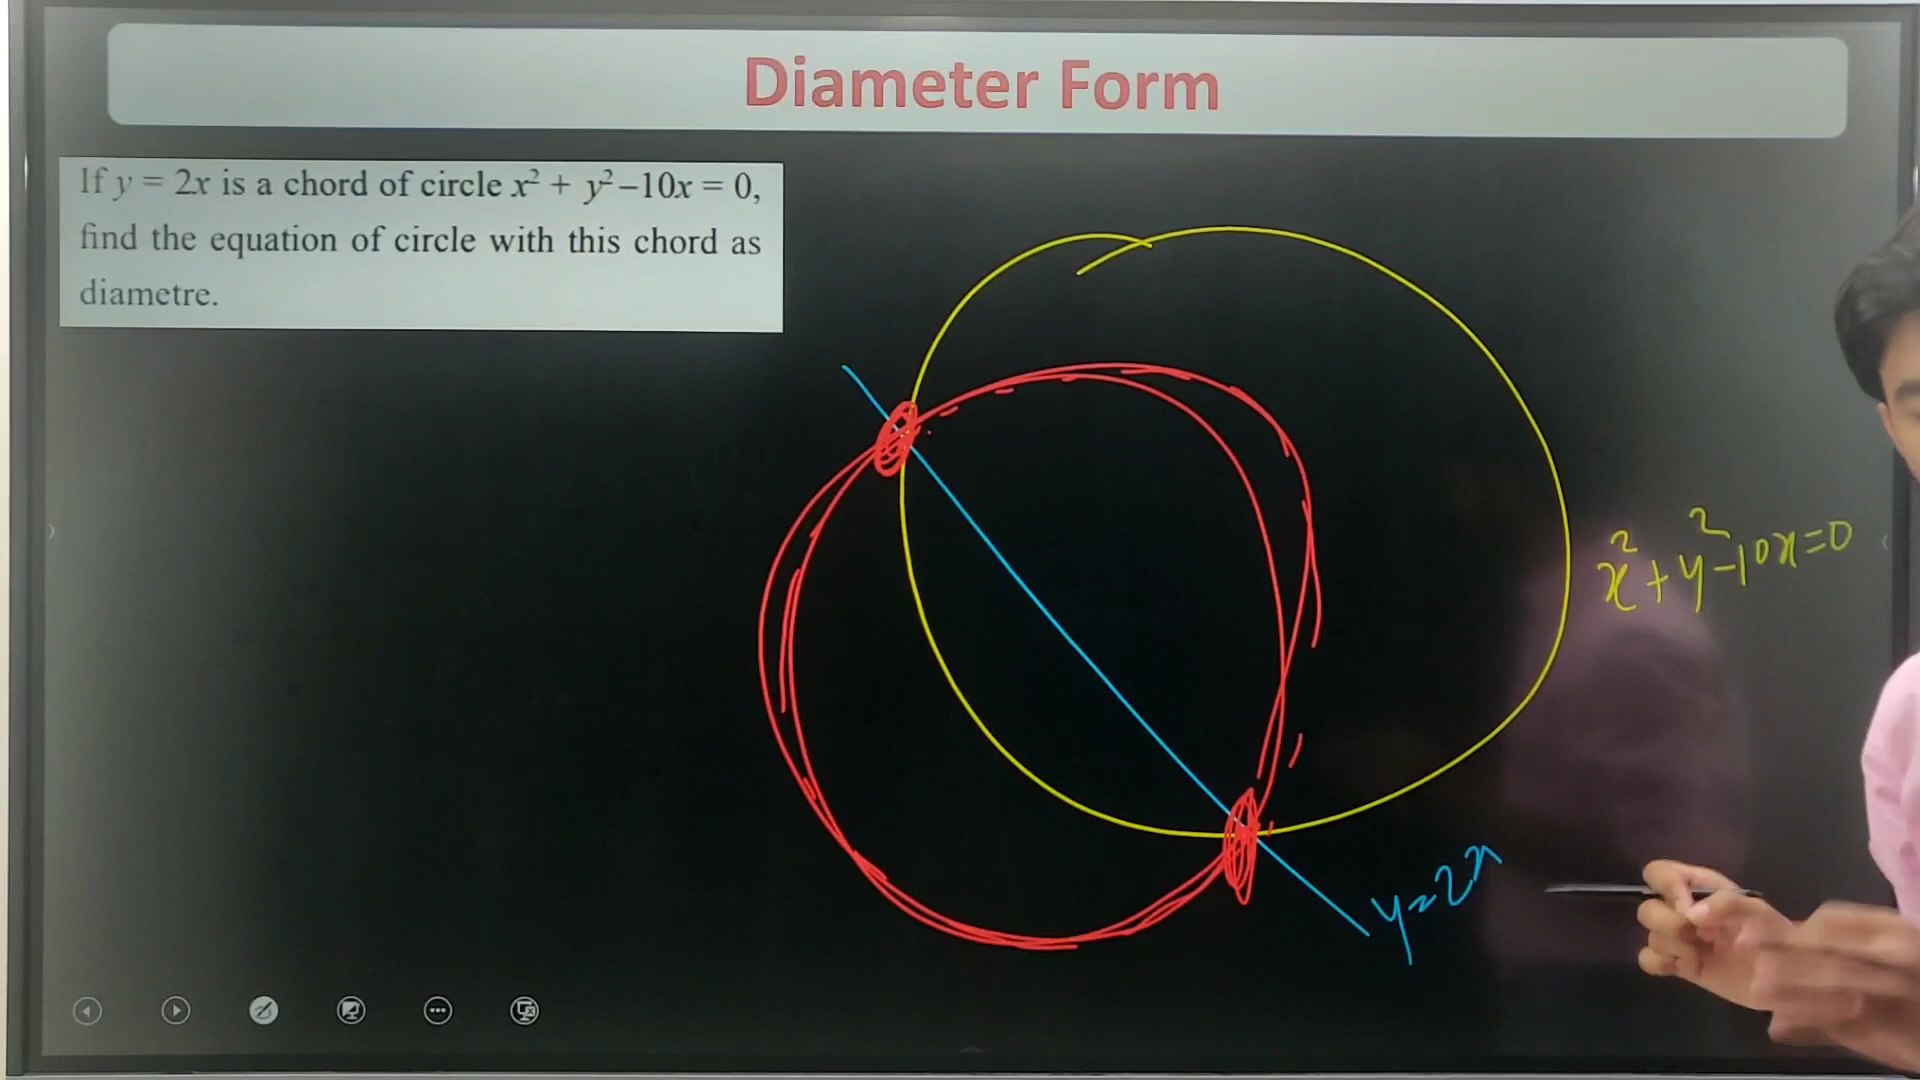 Diameter Form
If y = 2x is a chord of circle x² + y²–10x = 0,
find the equation of circle with this chord as
diametre.
x²+y²-10x=0
y=2x